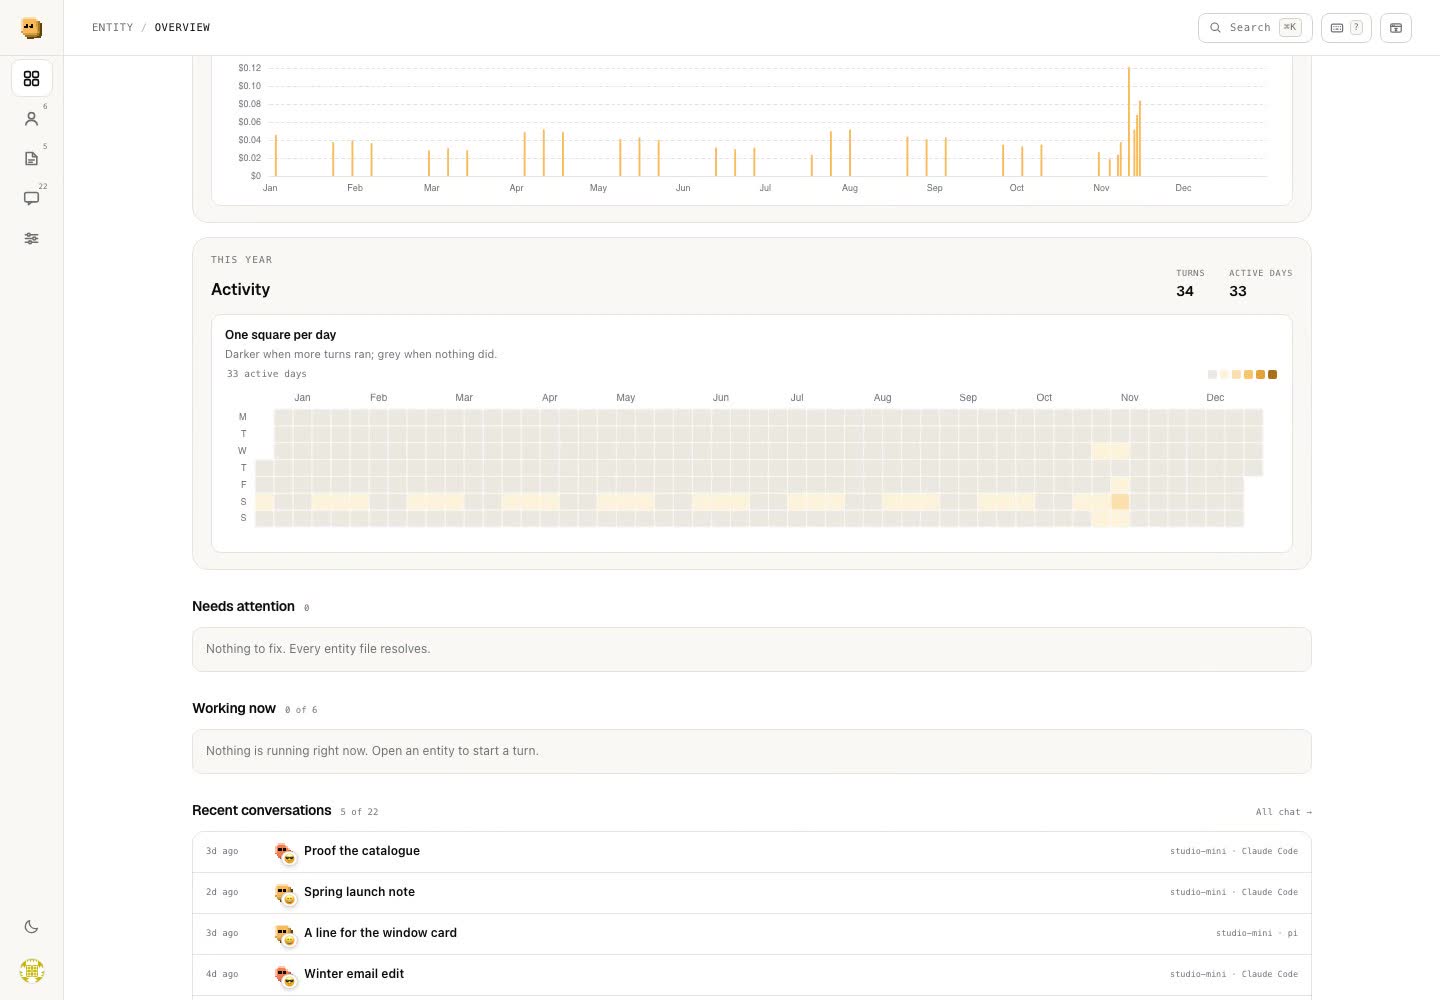 ENTITY / OVERVIEW
Search ⌘K ?
6
5
22
$0.12
$0.10
$0.08
$0.06
$0.04
$0.02
$0
Jan Feb Mar Apr May Jun Jul Aug Sep Oct Nov Dec
THIS YEAR
Activity
TURNS ACTIVE DAYS
34 33
One square per day
Darker when more turns ran; grey when nothing did.
33 active days
Jan Feb Mar Apr May Jun Jul Aug Sep Oct Nov Dec
M
T
W
T
F
S
S
Needs attention 0
Nothing to fix. Every entity file resolves.
Working now 0 of 6
Nothing is running right now. Open an entity to start a turn.
Recent conversations 5 of 22 All chat →
3d ago Proof the catalogue studio-mini · Claude Code
2d ago Spring launch note studio-mini · Claude Code
3d ago A line for the window card studio-mini · pi
4d ago Winter email edit studio-mini · Claude Code